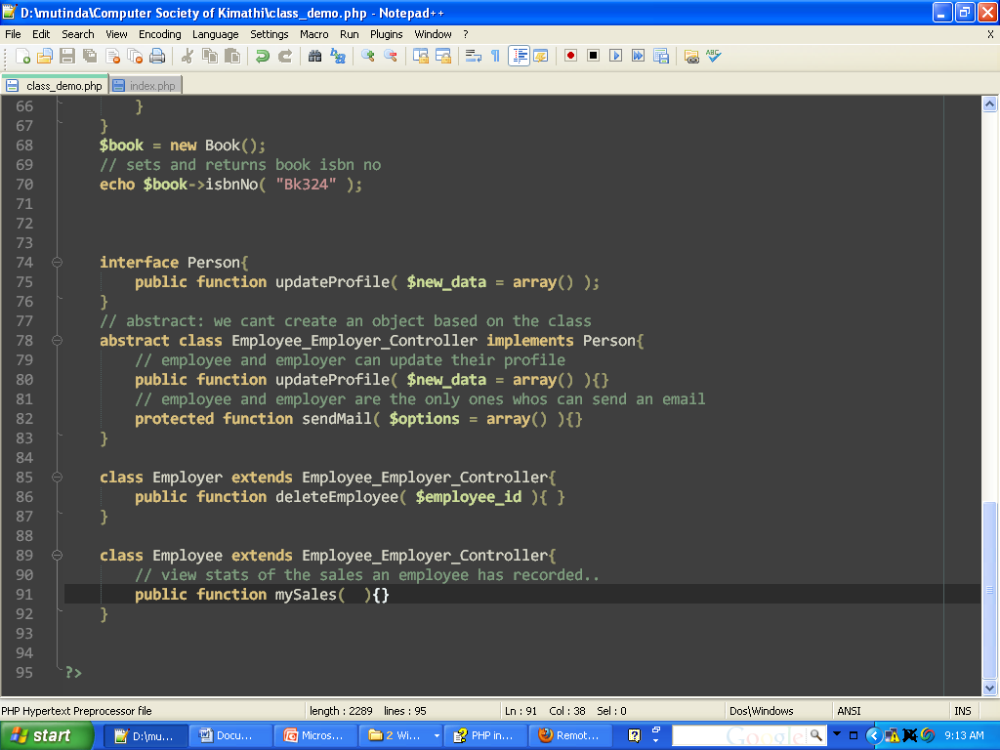 D:\mutinda\Computer Society of Kimathi\class_demo.php - Notepad++
File Edit Search View Encoding Language Settings Macro Run Plugins Window ? X
class_demo.php index.php
66 }
67 }
68 $book = new Book();
69 // sets and returns book isbn no
70 echo $book->isbnNo( "Bk324" );
71
72
73
74 interface Person{
75 public function updateProfile( $new_data = array() );
76 }
77 // abstract: we cant create an object based on the class
78 abstract class Employee_Employer_Controller implements Person{
79 // employee and employer can update their profile
80 public function updateProfile( $new_data = array() ){}
81 // employee and employer are the only ones whos can send an email
82 protected function sendMail( $options = array() ){}
83 }
84
85 class Employer extends Employee_Employer_Controller{
86 public function deleteEmployee( $employee_id ){ }
87 }
88
89 class Employee extends Employee_Employer_Controller{
90 // view stats of the sales an employee has recorded..
91 public function mySales(  ){}
92 }
93
94
95 ?>
PHP Hypertext Preprocessor file length : 2289 lines : 95 Ln : 91 Col : 38 Sel : 0 Dos\Windows ANSI INS
start D:\mu... Docu... Micros... 2 Wi... PHP in... Remot... Google 9:13 AM